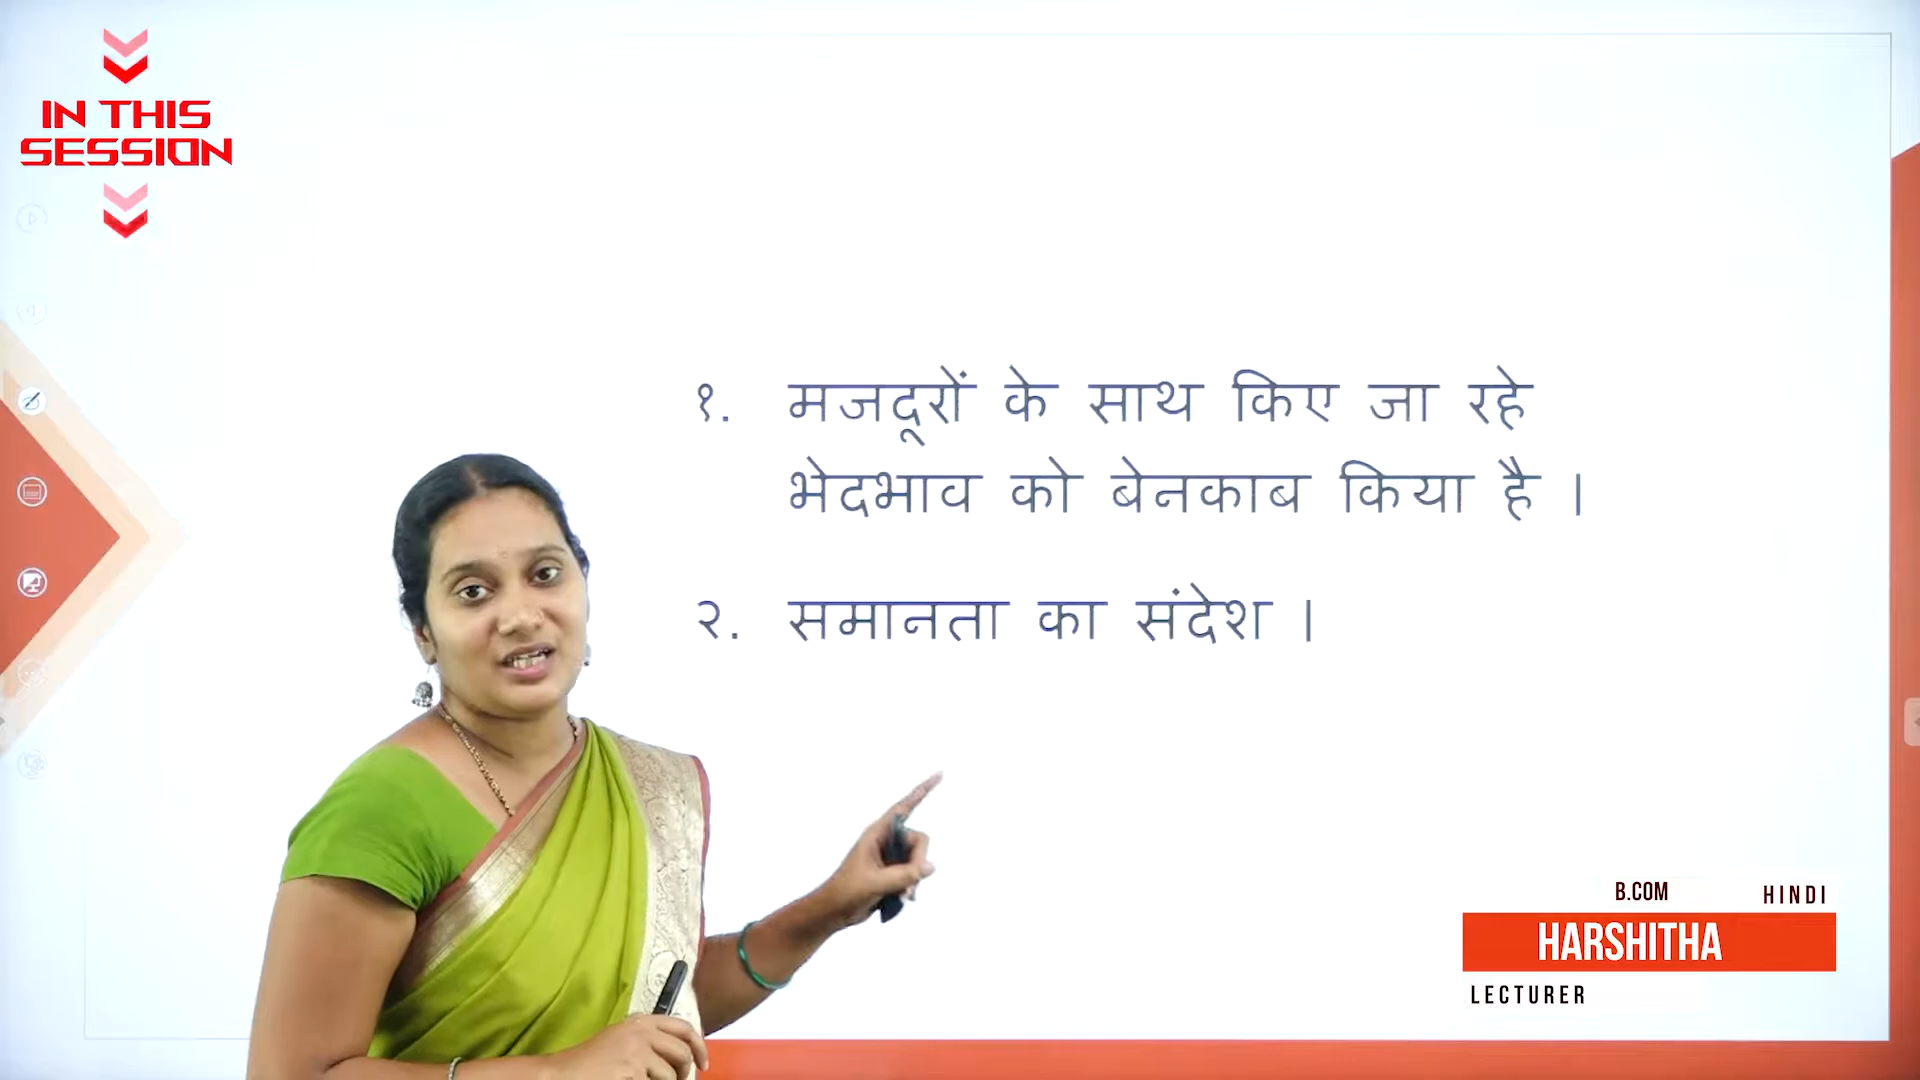 IN THIS
SESSION
१. मजदूरों के साथ किए जा रहे
भेदभाव को बेनकाब किया है ।
२. समानता का संदेश ।
B.COM HINDI
HARSHITHA
LECTURER